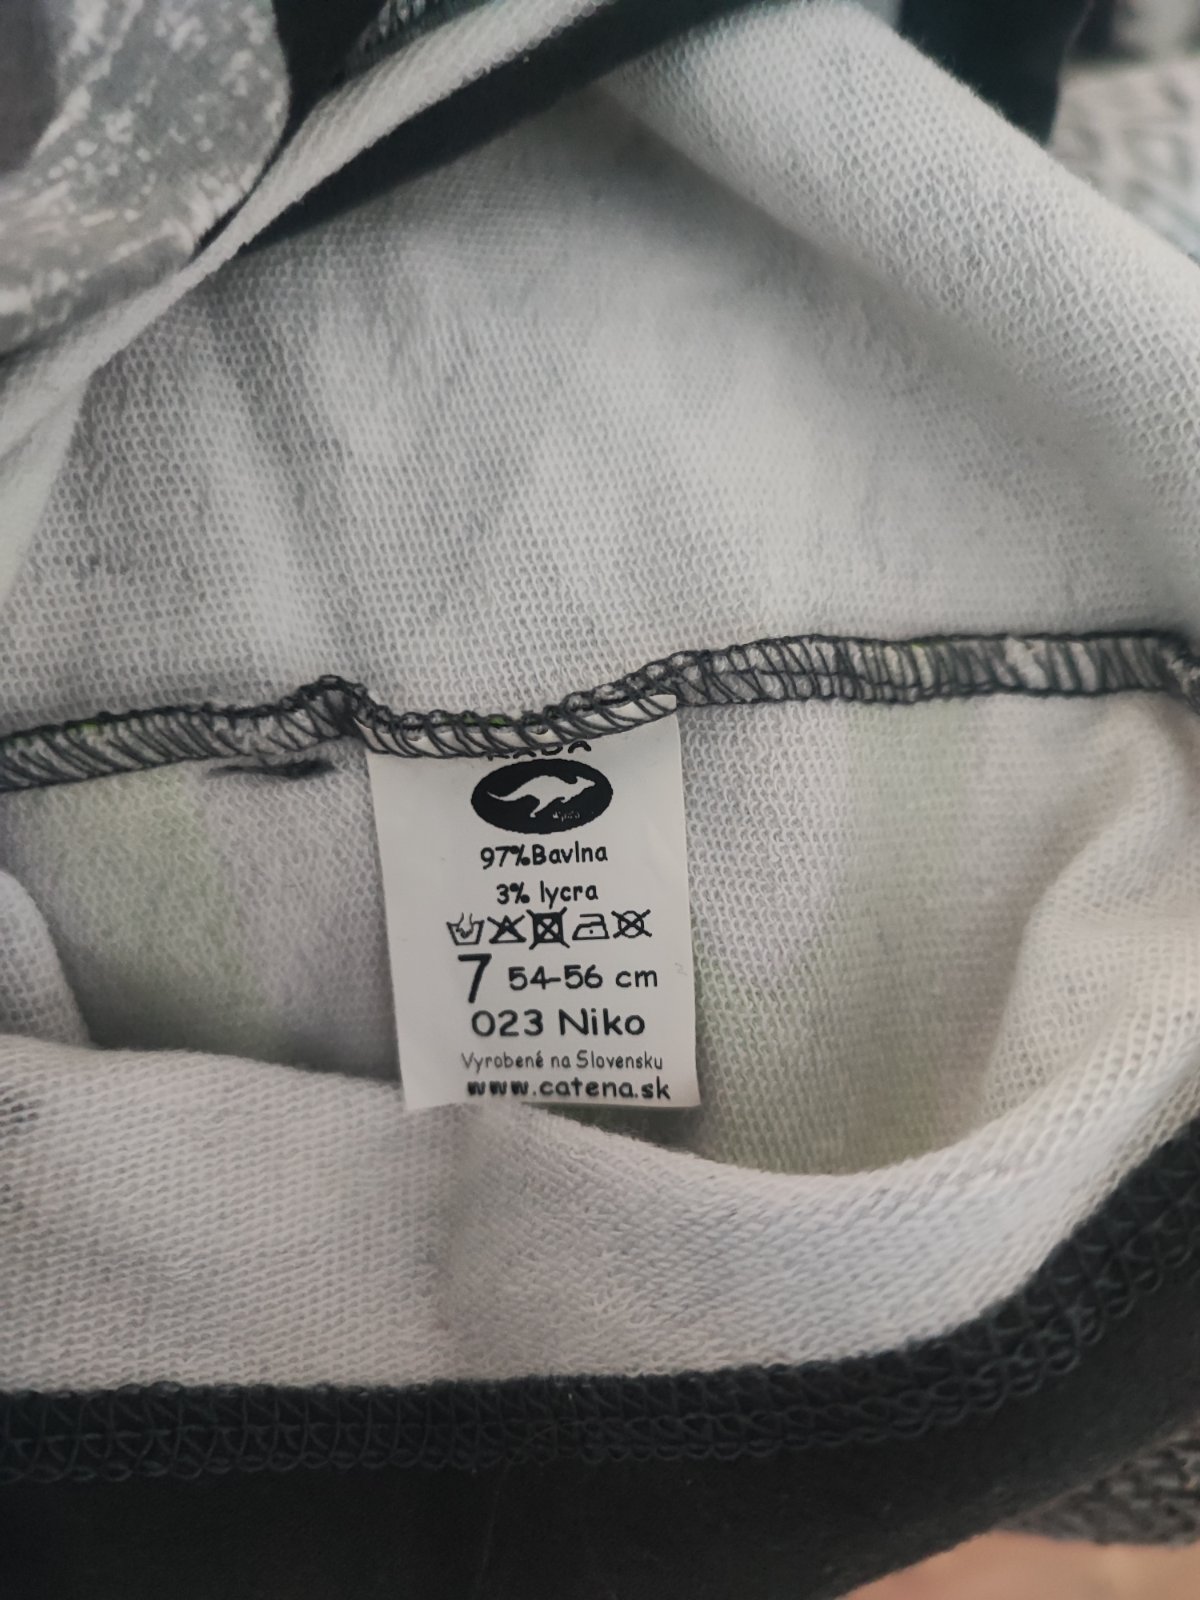 97%Bavlna
3% lycra
7 54-56 cm
023 Niko
Vyrobené na Slovensku
www.catena.sk